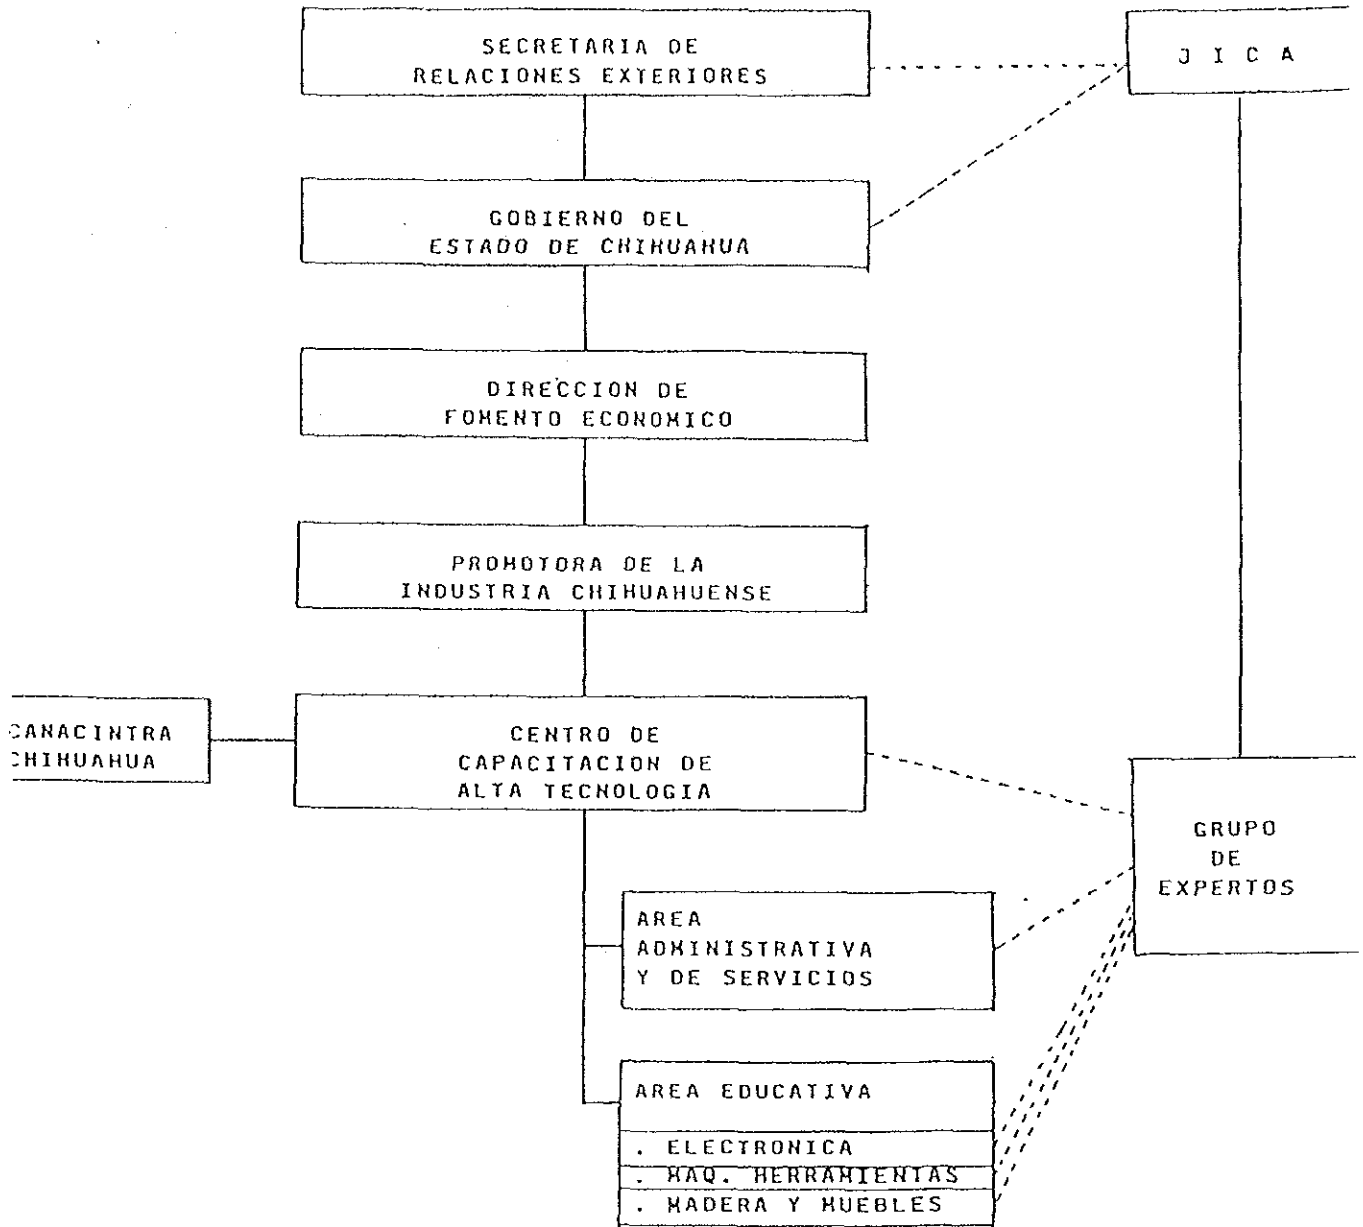 SECRETARIA DE
RELACIONES EXTERIORES
J I C A
GOBIERNO DEL
ESTADO DE CHIHUAHUA
DIRECCION DE
FOMENTO ECONOMICO
PROMOTORA DE LA
INDUSTRIA CHIHUAHUENSE
CANACINTRA
CHIHUAHUA
CENTRO DE
CAPACITACION DE
ALTA TECNOLOGIA
GRUPO
DE
EXPERTOS
AREA
ADMINISTRATIVA
Y DE SERVICIOS
AREA EDUCATIVA
. ELECTRONICA
. MAQ. HERRAMIENTAS
. MADERA Y MUEBLES